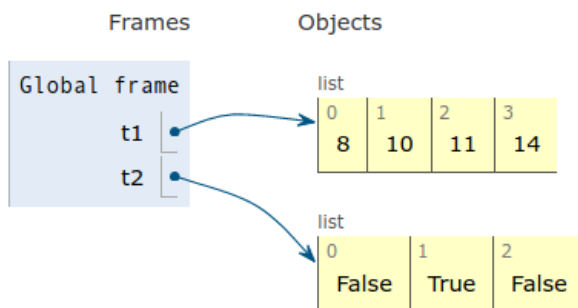 Frames Objects
Global frame
t1
t2
list
0 1 2 3
8 10 11 14
list
0 1 2
False True False